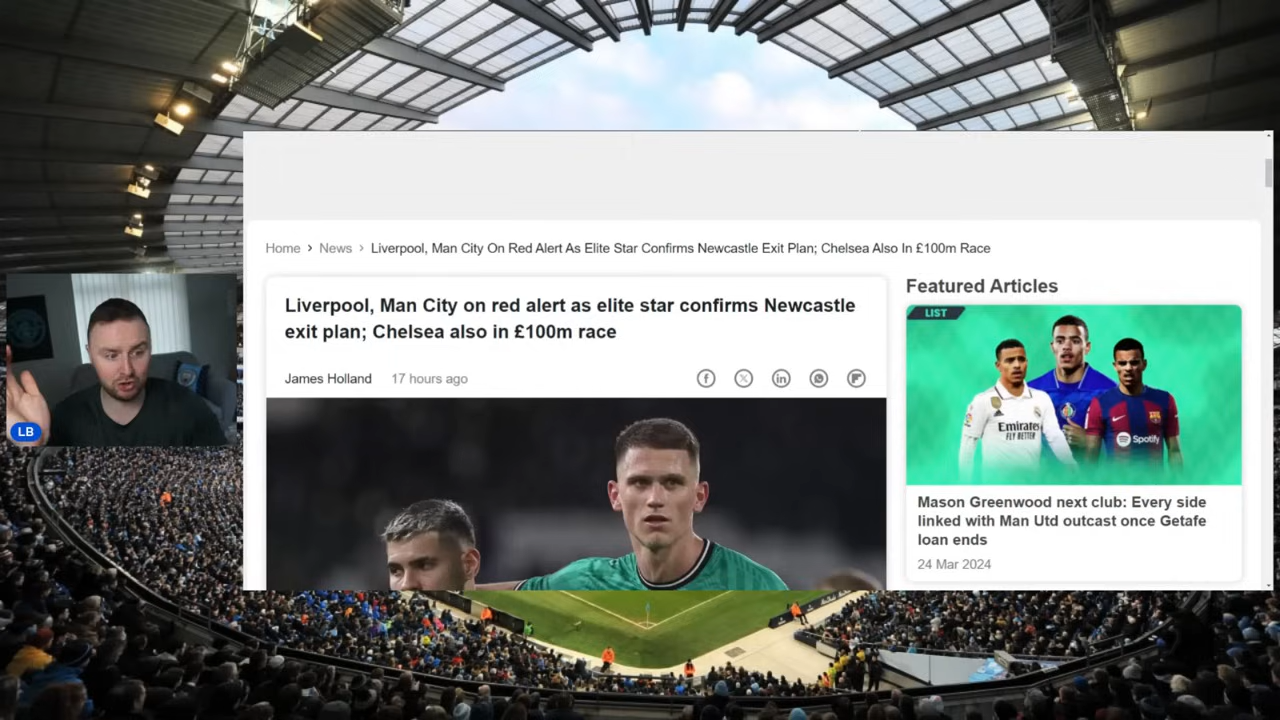 Home > News > Liverpool, Man City On Red Alert As Elite Star Confirms Newcastle Exit Plan; Chelsea Also In £100m Race
Liverpool, Man City on red alert as elite star confirms Newcastle
exit plan; Chelsea also in £100m race
James Holland 17 hours ago
Featured Articles
LIST
Emirates
FLY BETTER
Spotify
Mason Greenwood next club: Every side
linked with Man Utd outcast once Getafe
loan ends
24 Mar 2024
LB